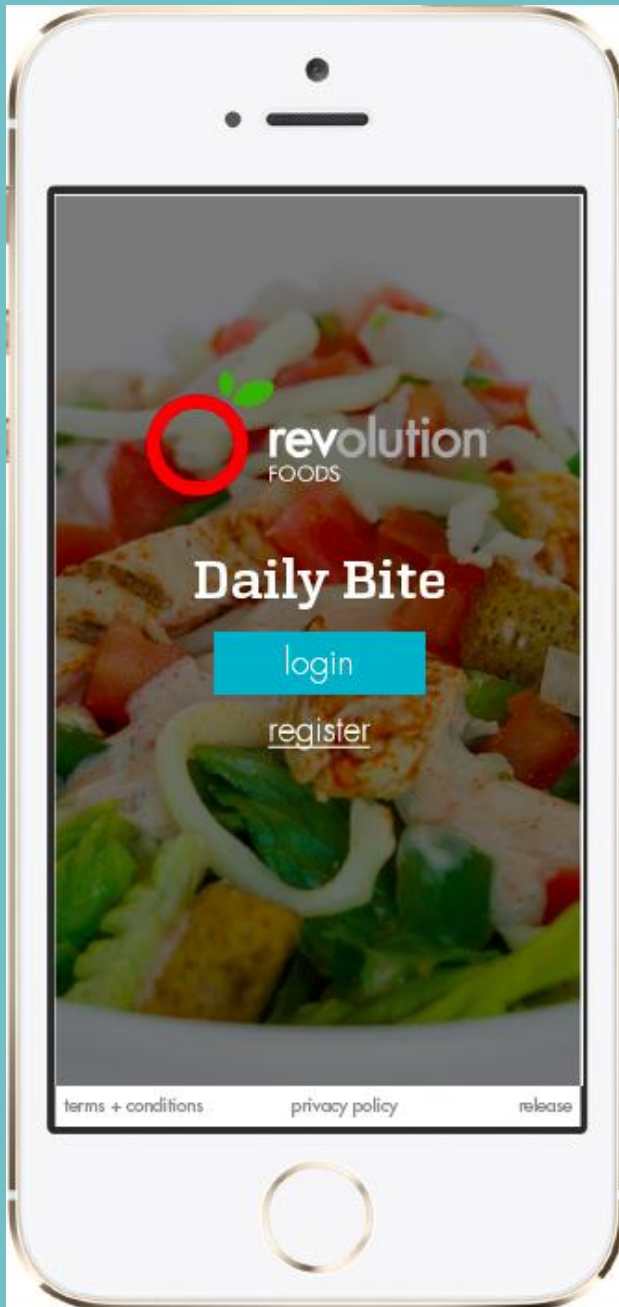 revolution
FOODS
Daily Bite
login
register
terms + conditions privacy policy release